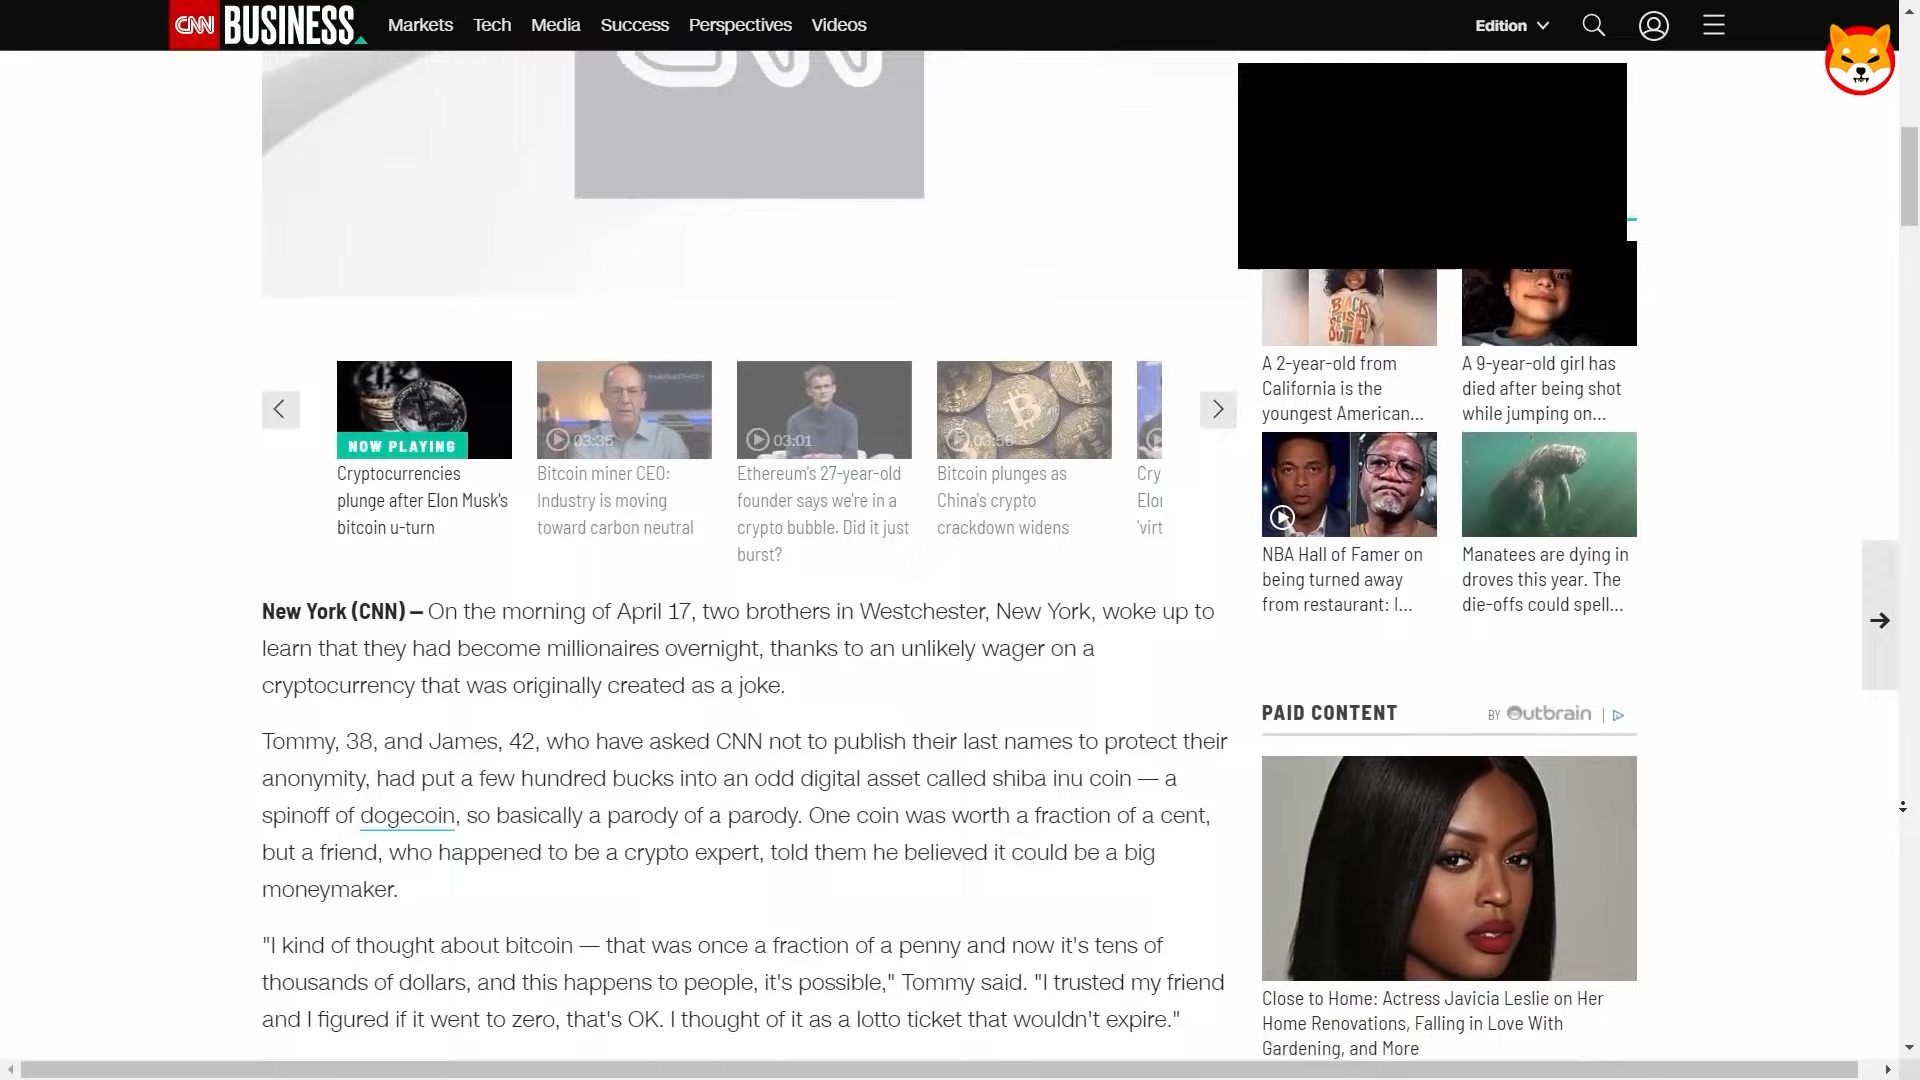 CNN BUSINESS Markets Tech Media Success Perspectives Videos Edition
CNN
NOW PLAYING
Cryptocurrencies
plunge after Elon Musk's
bitcoin u-turn
03:35
Bitcoin miner CEO:
Industry is moving
toward carbon neutral
03:01
Ethereum's 27-year-old
founder says we're in a
crypto bubble. Did it just
burst?
03:56
Bitcoin plunges as
China's crypto
crackdown widens
Cry
Elon
'virt
New York (CNN) — On the morning of April 17, two brothers in Westchester, New York, woke up to
learn that they had become millionaires overnight, thanks to an unlikely wager on a
cryptocurrency that was originally created as a joke.
Tommy, 38, and James, 42, who have asked CNN not to publish their last names to protect their
anonymity, had put a few hundred bucks into an odd digital asset called shiba inu coin — a
spinoff of dogecoin, so basically a parody of a parody. One coin was worth a fraction of a cent,
but a friend, who happened to be a crypto expert, told them he believed it could be a big
moneymaker.
"I kind of thought about bitcoin — that was once a fraction of a penny and now it's tens of
thousands of dollars, and this happens to people, it's possible," Tommy said. "I trusted my friend
and I figured if it went to zero, that's OK. I thought of it as a lotto ticket that wouldn't expire."
BLACK
IS
A 2-year-old from
California is the
youngest American...
A 9-year-old girl has
died after being shot
while jumping on...
NBA Hall of Famer on
being turned away
from restaurant: I...
Manatees are dying in
droves this year. The
die-offs could spell...
PAID CONTENT BY Outbrain
Close to Home: Actress Javicia Leslie on Her
Home Renovations, Falling in Love With
Gardening, and More